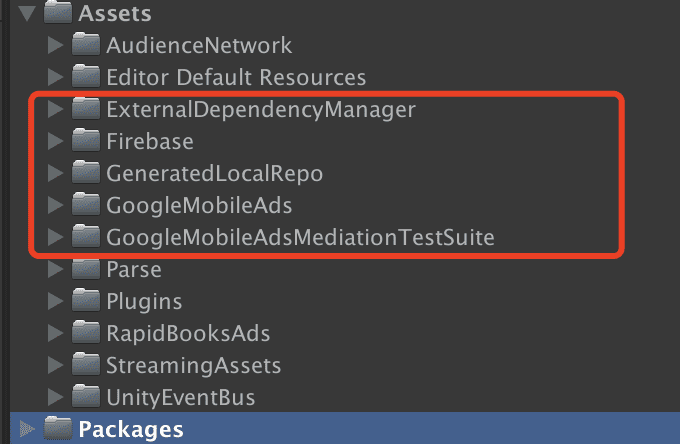 Assets
AudienceNetwork
Editor Default Resources
ExternalDependencyManager
Firebase
GeneratedLocalRepo
GoogleMobileAds
GoogleMobileAdsMediationTestSuite
Parse
Plugins
RapidBooksAds
StreamingAssets
UnityEventBus
Packages